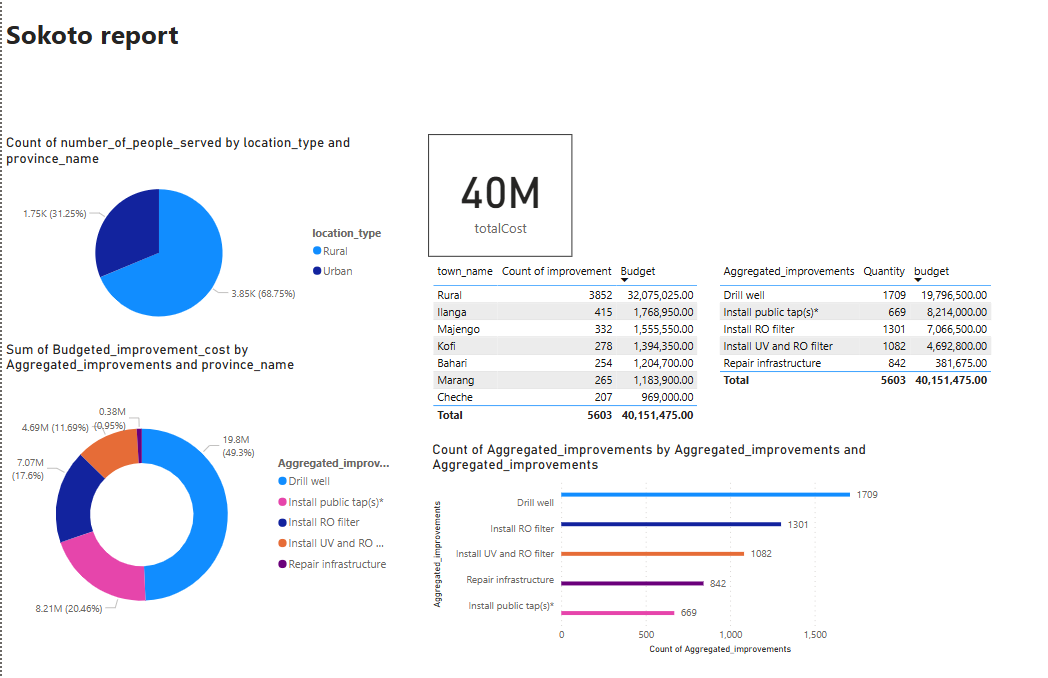 Sokoto report
Count of number_of_people_served by location_type and
province_name
1.75K (31.25%)
3.85K (68.75%)
location_type
Rural
Urban
40M
totalCost
town_name Count of improvement Budget
Rural 3852 32,075,025.00
Ilanga 415 1,768,950.00
Majengo 332 1,555,550.00
Kofi 278 1,394,350.00
Bahari 254 1,204,700.00
Marang 265 1,183,900.00
Cheche 207 969,000.00
Total 5603 40,151,475.00
Aggregated_improvements Quantity budget
Drill well 1709 19,796,500.00
Install public tap(s)* 669 8,214,000.00
Install RO filter 1301 7,066,500.00
Install UV and RO filter 1082 4,692,800.00
Repair infrastructure 842 381,675.00
Total 5603 40,151,475.00
Sum of Budgeted_improvement_cost by
Aggregated_improvements and province_name
0.38M
(0.95%)
4.69M (11.69%)
19.8M
(49.3%)
7.07M
(17.6%)
8.21M (20.46%)
Aggregated_improv...
Drill well
Install public tap(s)*
Install RO filter
Install UV and RO ...
Repair infrastructure
Count of Aggregated_improvements by Aggregated_improvements and
Aggregated_improvements
Aggregated_improvements
Drill well 1709
Install RO filter 1301
Install UV and RO filter 1082
Repair infrastructure 842
Install public tap(s)* 669
0 500 1,000 1,500
Count of Aggregated_improvements